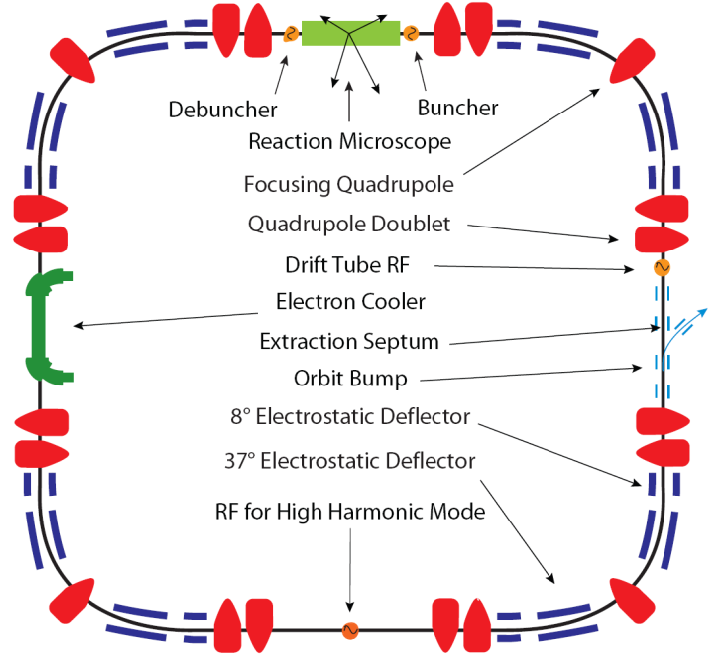 Debuncher
Buncher
Reaction Microscope
Focusing Quadrupole
Quadrupole Doublet
Drift Tube RF
Electron Cooler
Extraction Septum
Orbit Bump
8° Electrostatic Deflector
37° Electrostatic Deflector
RF for High Harmonic Mode